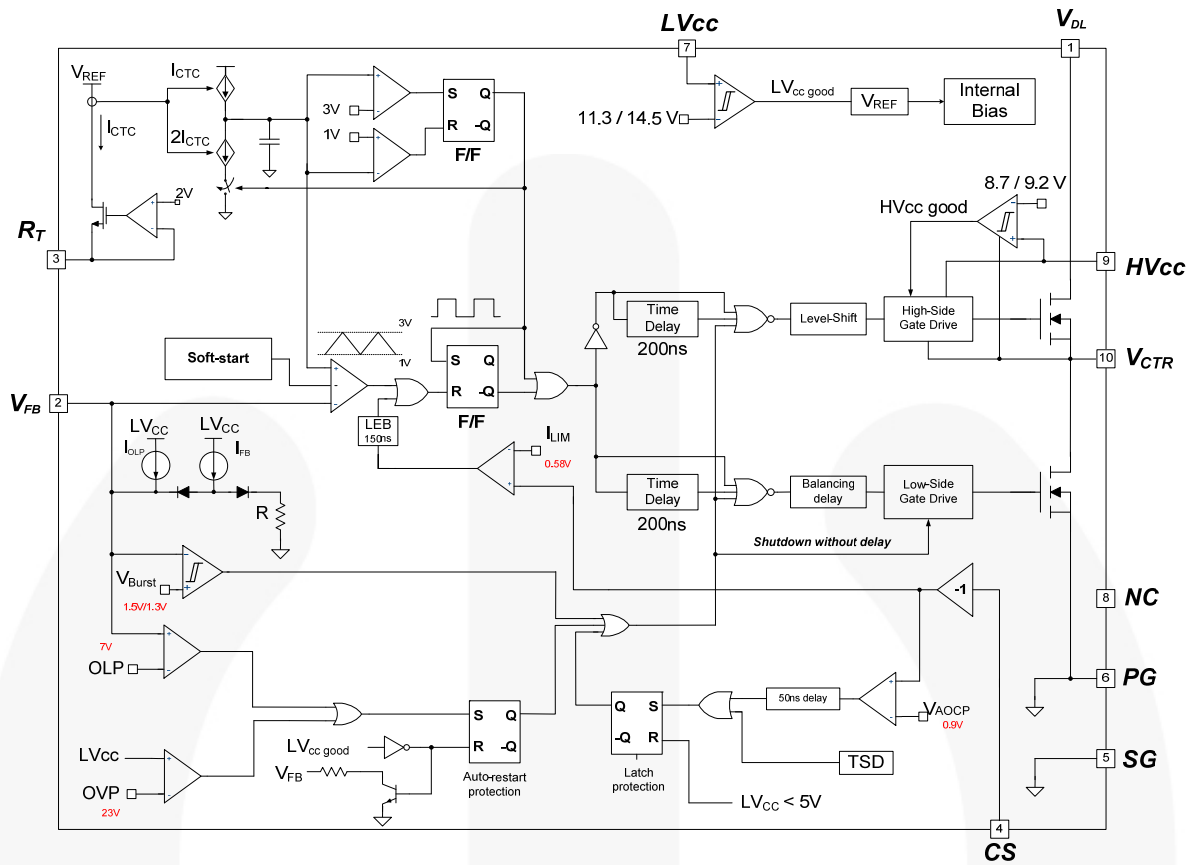 LVcc
7
VDL
1
VREF
ICTC
ICTC
2ICTC
3V
1V
S Q
R -Q
F/F
LVcc good
VREF
Internal
Bias
11.3 / 14.5 V
2V
RT
3
8.7 / 9.2 V
HVcc good
9
HVcc
Time
Delay
200ns
Level-Shift
High-Side
Gate Drive
10
VCTR
Soft-start
3V
1V
S
R -Q
F/F
VFB
2
LEB
150ns
ILIM
0.58V
LVCC
LVCC
IOLP
IFB
R
Time
Delay
200ns
Balancing
delay
Low-Side
Gate Drive
Shutdown without delay
VBurst
1.5V/1.3V
-1
8
NC
7V
OLP
50ns delay
VAOCP
0.9V
6
PG
S Q
R -Q
Auto-restart
protection
Q S
-Q R
Latch
protection
TSD
LVcc
OVP
23V
LVcc good
VFB
LVCC < 5V
5
SG
4
CS